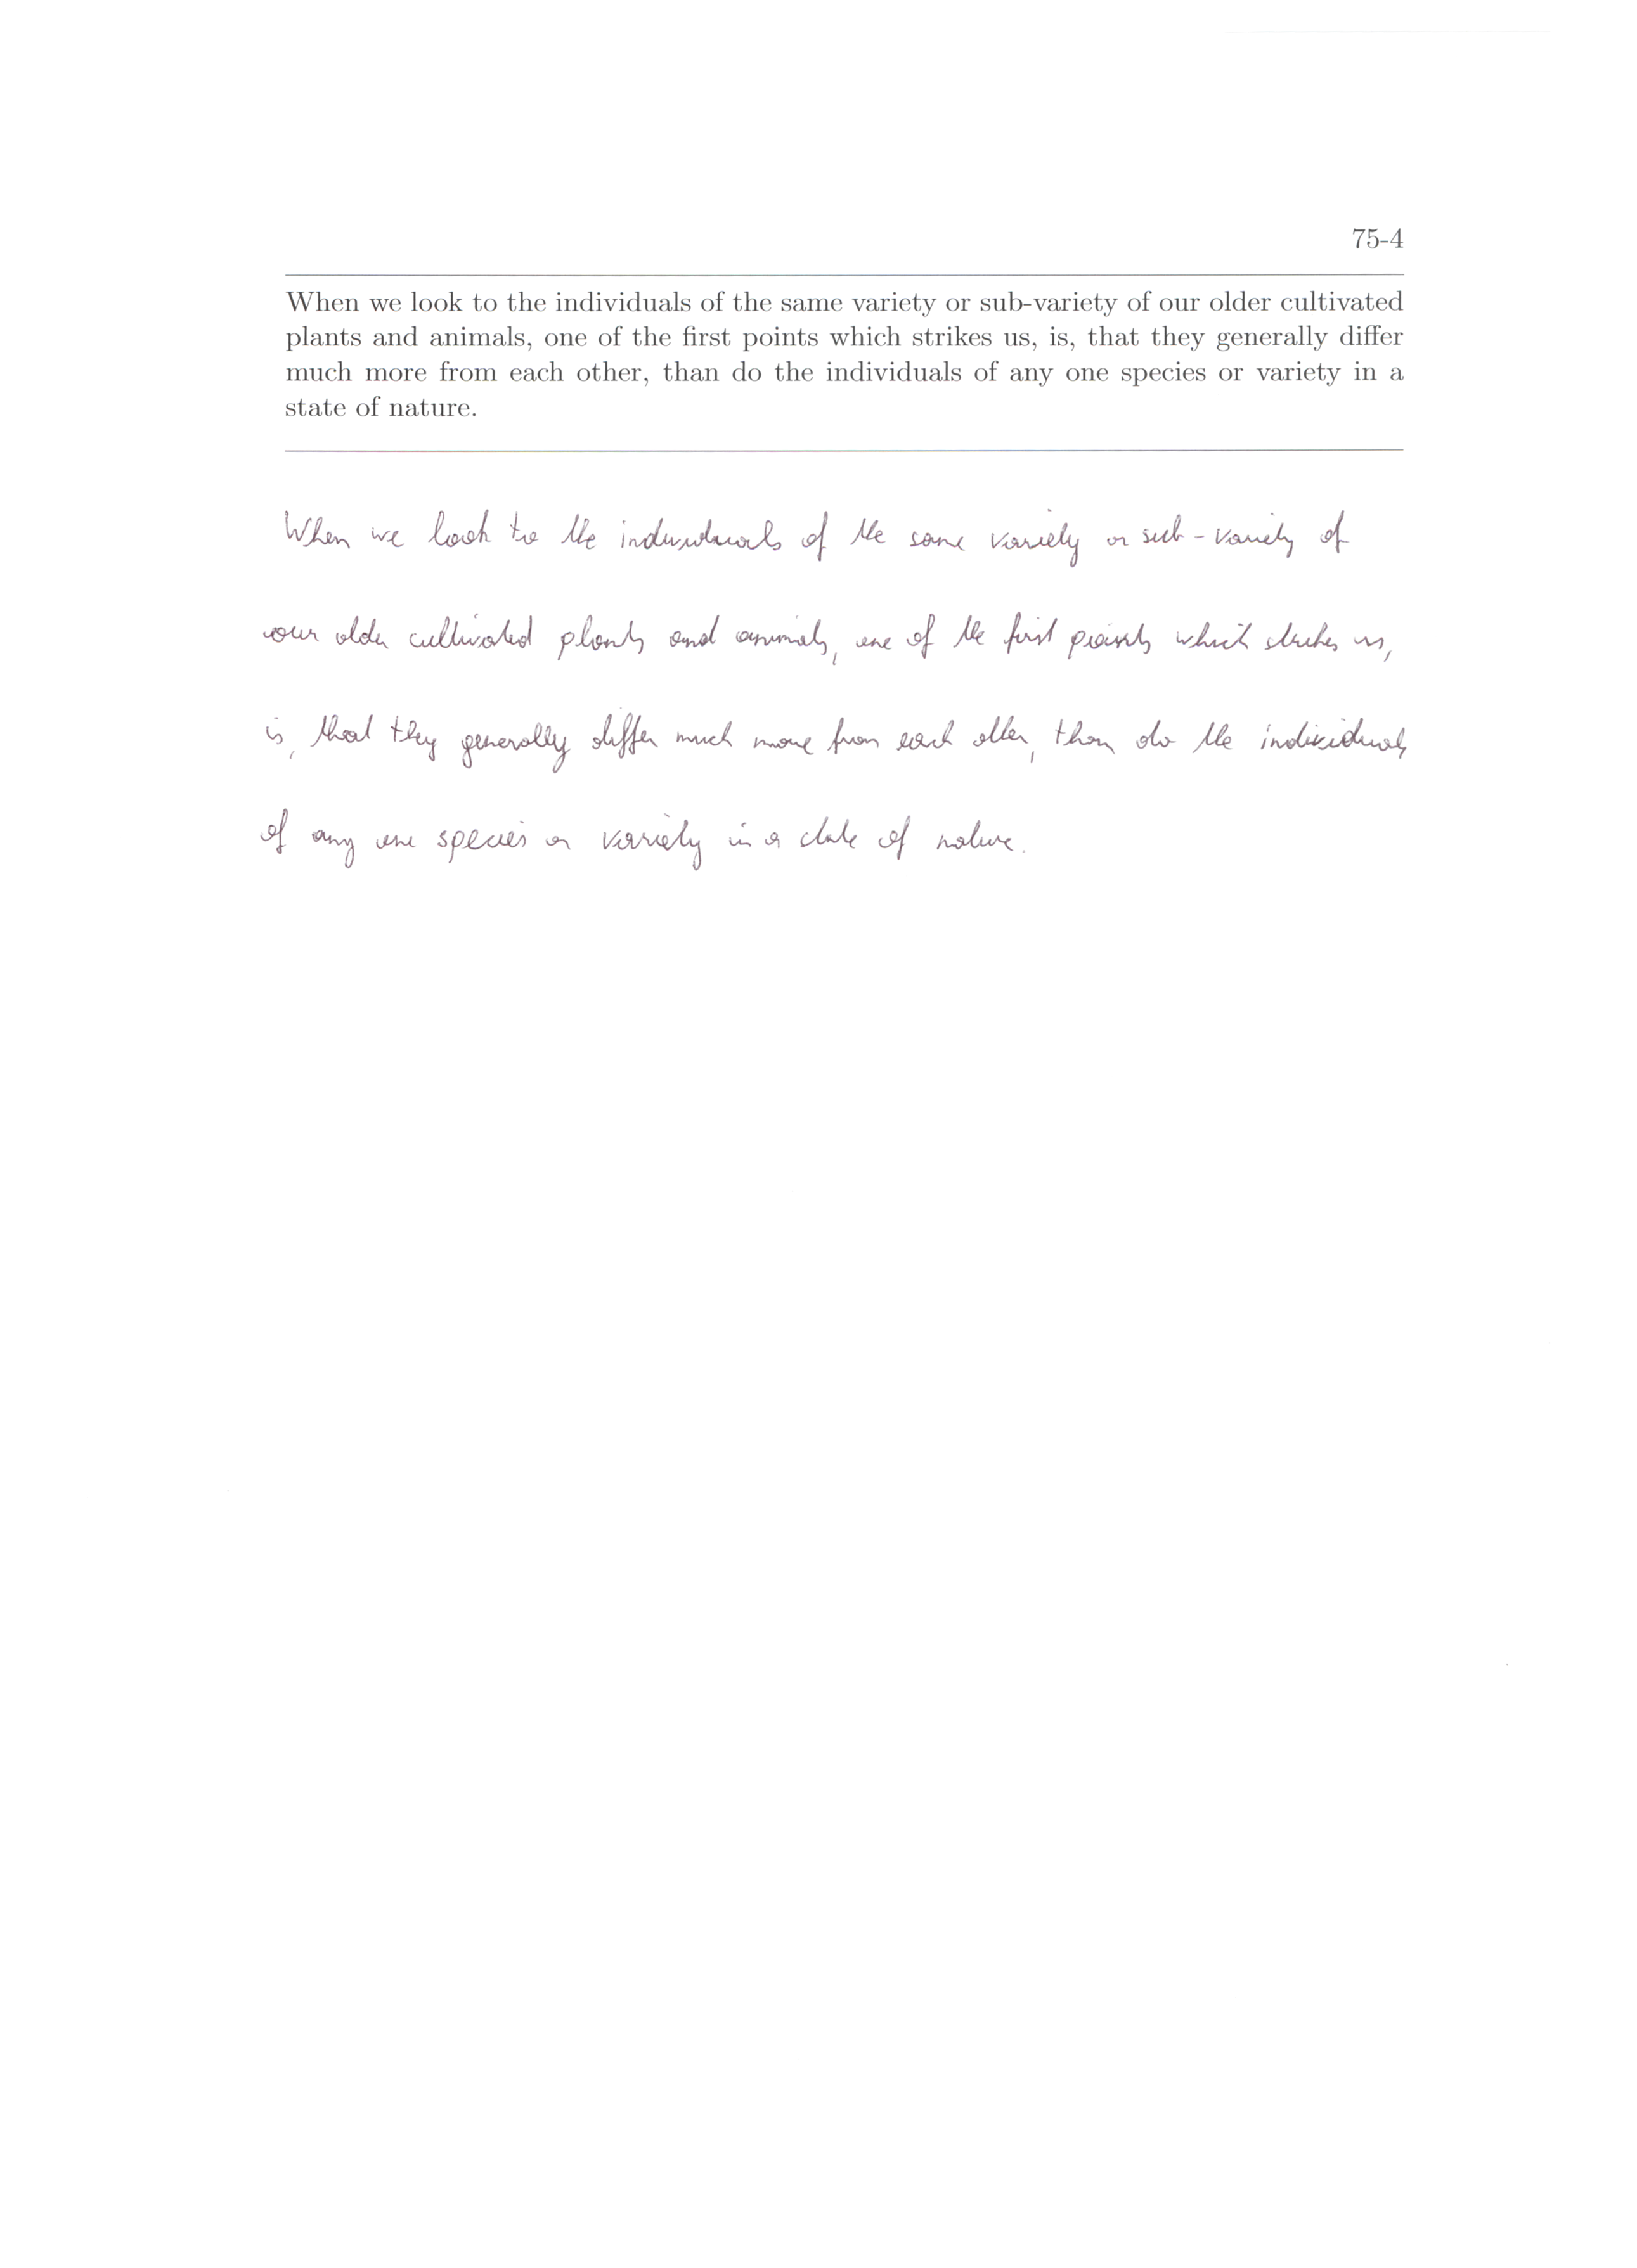 75-4
When we look to the individuals of the same variety or sub-variety of our older cultivated
plants and animals, one of the first points which strikes us, is, that they generally differ
much more from each other, than do the individuals of any one species or variety in a
state of nature.
When we look to the individuals of the same variety or sub-variety of
our older cultivated plants and animals, one of the first points which strikes us,
is, that they generally differ much more from each other, than do the individuals
of any one species or variety in a state of nature.